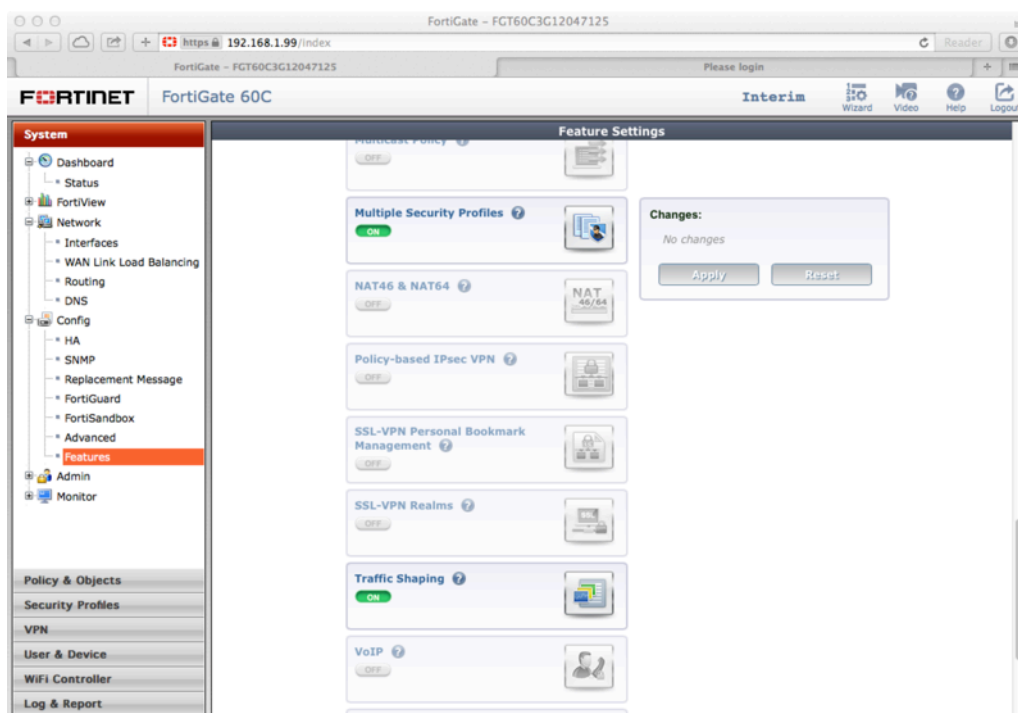 FortiGate - FGT60C3G12047125
https 192.168.1.99/index
Reader
FortiGate - FGT60C3G12047125
Please login
FORTINET
FortiGate 60C
Interim
Wizard
Video
Help
Logout
System
Feature Settings
Dashboard
Status
FortiView
Network
Interfaces
WAN Link Load Balancing
Routing
DNS
Config
HA
SNMP
Replacement Message
FortiGuard
FortiSandbox
Advanced
Features
Admin
Monitor
Policy & Objects
Security Profiles
VPN
User & Device
WiFi Controller
Log & Report
Multicast Policy
OFF
Multiple Security Profiles
ON
NAT46 & NAT64
OFF
NAT
46/64
Policy-based IPsec VPN
OFF
SSL-VPN Personal Bookmark
Management
OFF
SSL-VPN Realms
OFF
SSL
Traffic Shaping
ON
VoIP
OFF
Changes:
No changes
Apply
Reset